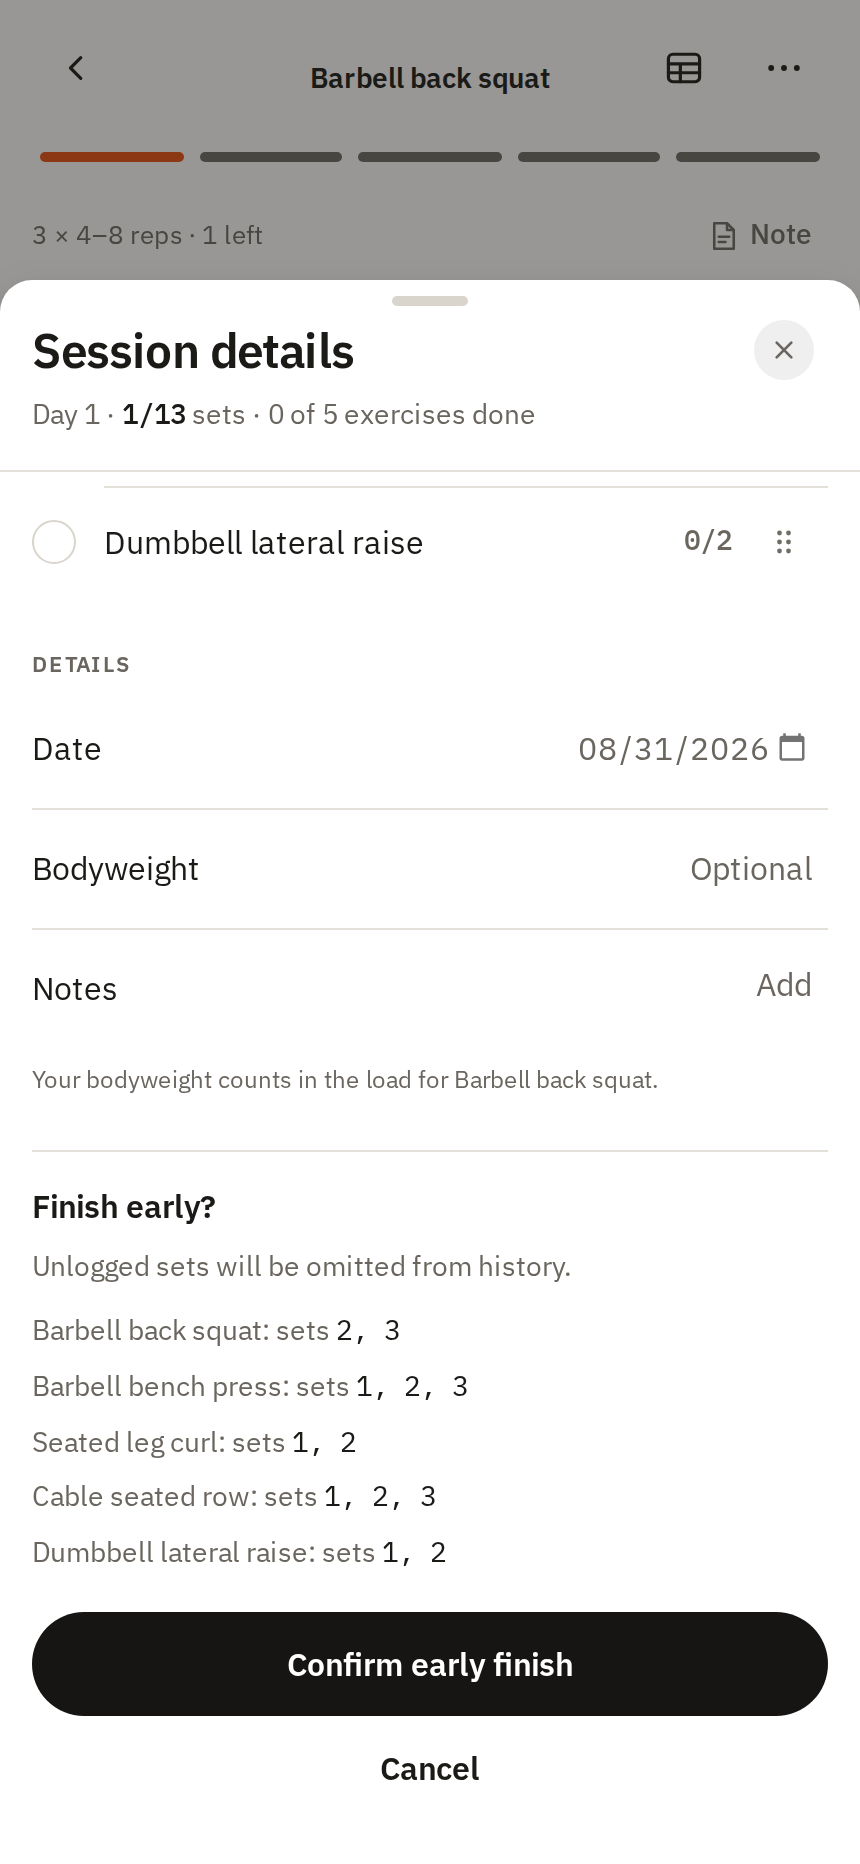 Barbell back squat
3 × 4–8 reps · 1 left
Note
Session details
Day 1 · 1/13 sets · 0 of 5 exercises done
Dumbbell lateral raise 0/2
DETAILS
Date 08/31/2026
Bodyweight Optional
Notes Add
Your bodyweight counts in the load for Barbell back squat.
Finish early?
Unlogged sets will be omitted from history.
Barbell back squat: sets 2, 3
Barbell bench press: sets 1, 2, 3
Seated leg curl: sets 1, 2
Cable seated row: sets 1, 2, 3
Dumbbell lateral raise: sets 1, 2
Confirm early finish
Cancel